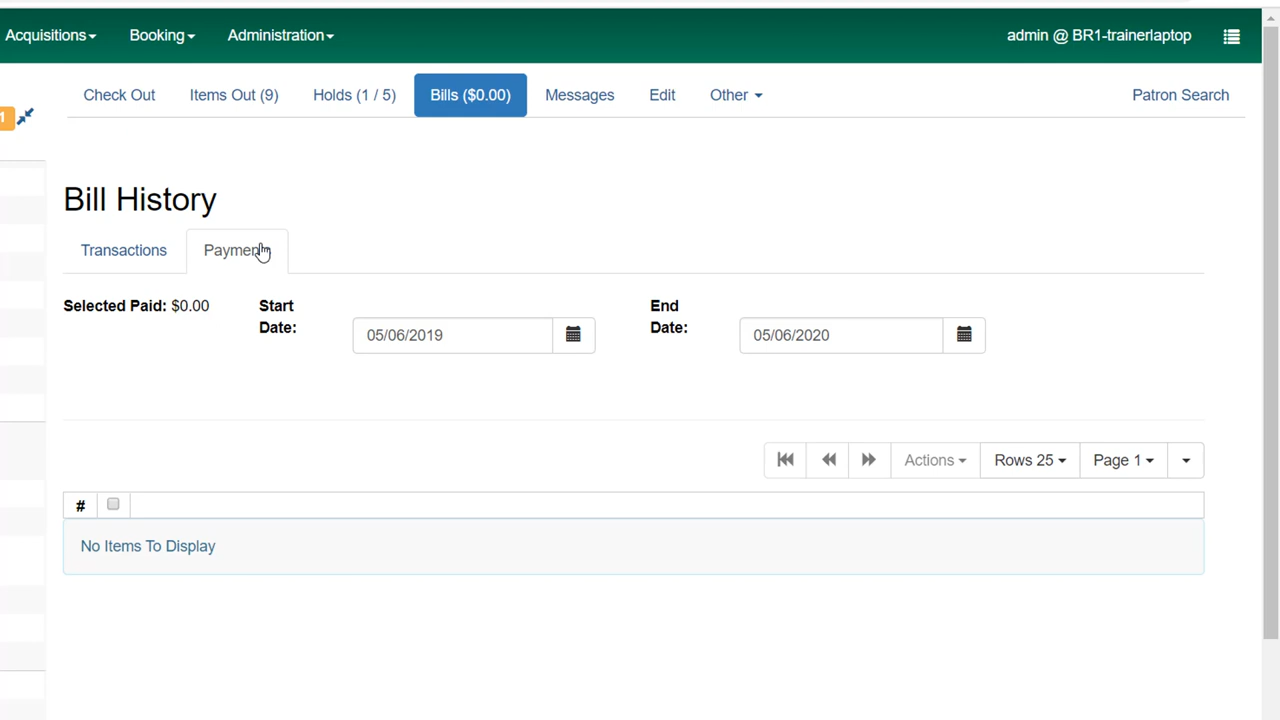 Acquisitions Booking Administration admin @ BR1-trainerlaptop
1
Check Out Items Out (9) Holds (1 / 5) Bills ($0.00) Messages Edit Other Patron Search
Bill History
Transactions Payment
Selected Paid: $0.00 Start Date: 05/06/2019 End Date: 05/06/2020
Actions Rows 25 Page 1
#
No Items To Display